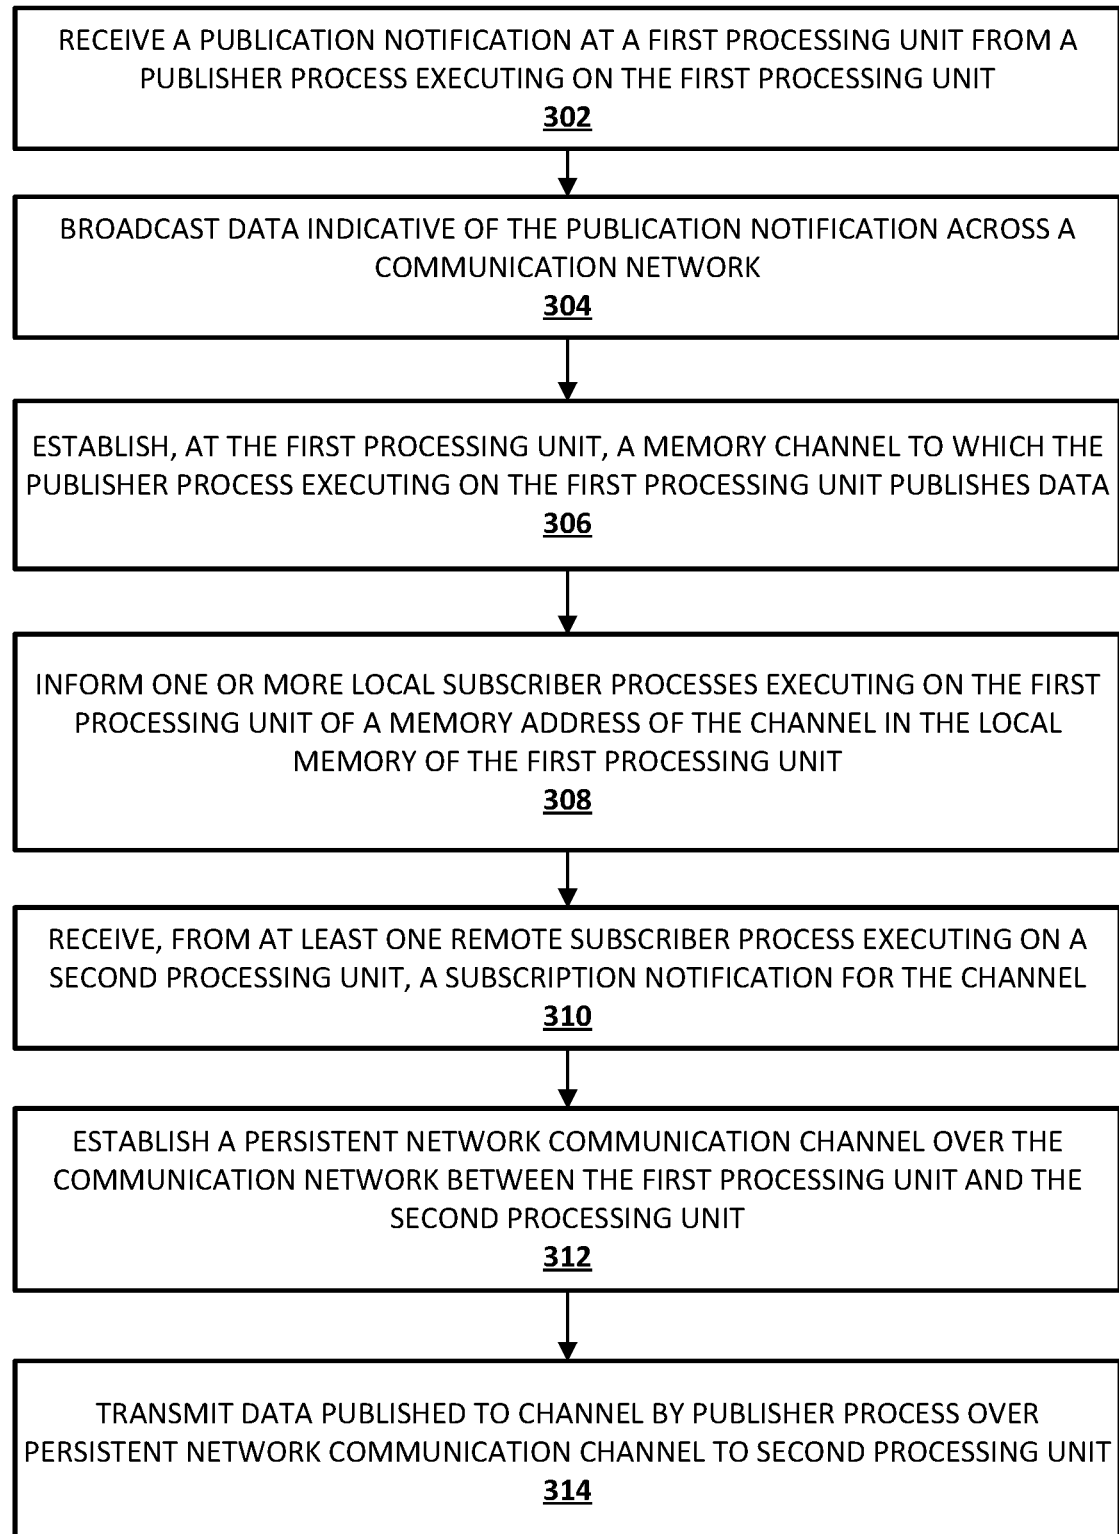 RECEIVE A PUBLICATION NOTIFICATION AT A FIRST PROCESSING UNIT FROM A
PUBLISHER PROCESS EXECUTING ON THE FIRST PROCESSING UNIT
302
BROADCAST DATA INDICATIVE OF THE PUBLICATION NOTIFICATION ACROSS A
COMMUNICATION NETWORK
304
ESTABLISH, AT THE FIRST PROCESSING UNIT, A MEMORY CHANNEL TO WHICH THE
PUBLISHER PROCESS EXECUTING ON THE FIRST PROCESSING UNIT PUBLISHES DATA
306
INFORM ONE OR MORE LOCAL SUBSCRIBER PROCESSES EXECUTING ON THE FIRST
PROCESSING UNIT OF A MEMORY ADDRESS OF THE CHANNEL IN THE LOCAL
MEMORY OF THE FIRST PROCESSING UNIT
308
RECEIVE, FROM AT LEAST ONE REMOTE SUBSCRIBER PROCESS EXECUTING ON A
SECOND PROCESSING UNIT, A SUBSCRIPTION NOTIFICATION FOR THE CHANNEL
310
ESTABLISH A PERSISTENT NETWORK COMMUNICATION CHANNEL OVER THE
COMMUNICATION NETWORK BETWEEN THE FIRST PROCESSING UNIT AND THE
SECOND PROCESSING UNIT
312
TRANSMIT DATA PUBLISHED TO CHANNEL BY PUBLISHER PROCESS OVER
PERSISTENT NETWORK COMMUNICATION CHANNEL TO SECOND PROCESSING UNIT
314